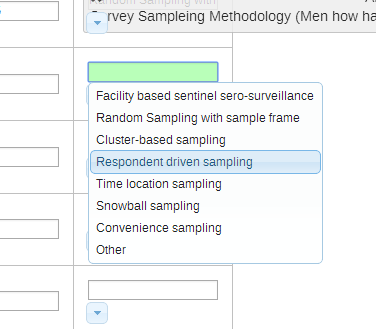 Random Sampling with
Survey Sampleing Methodology (Men how ha
Facility based sentinel sero-surveillance
Random Sampling with sample frame
Cluster-based sampling
Respondent driven sampling
Time location sampling
Snowball sampling
Convenience sampling
Other